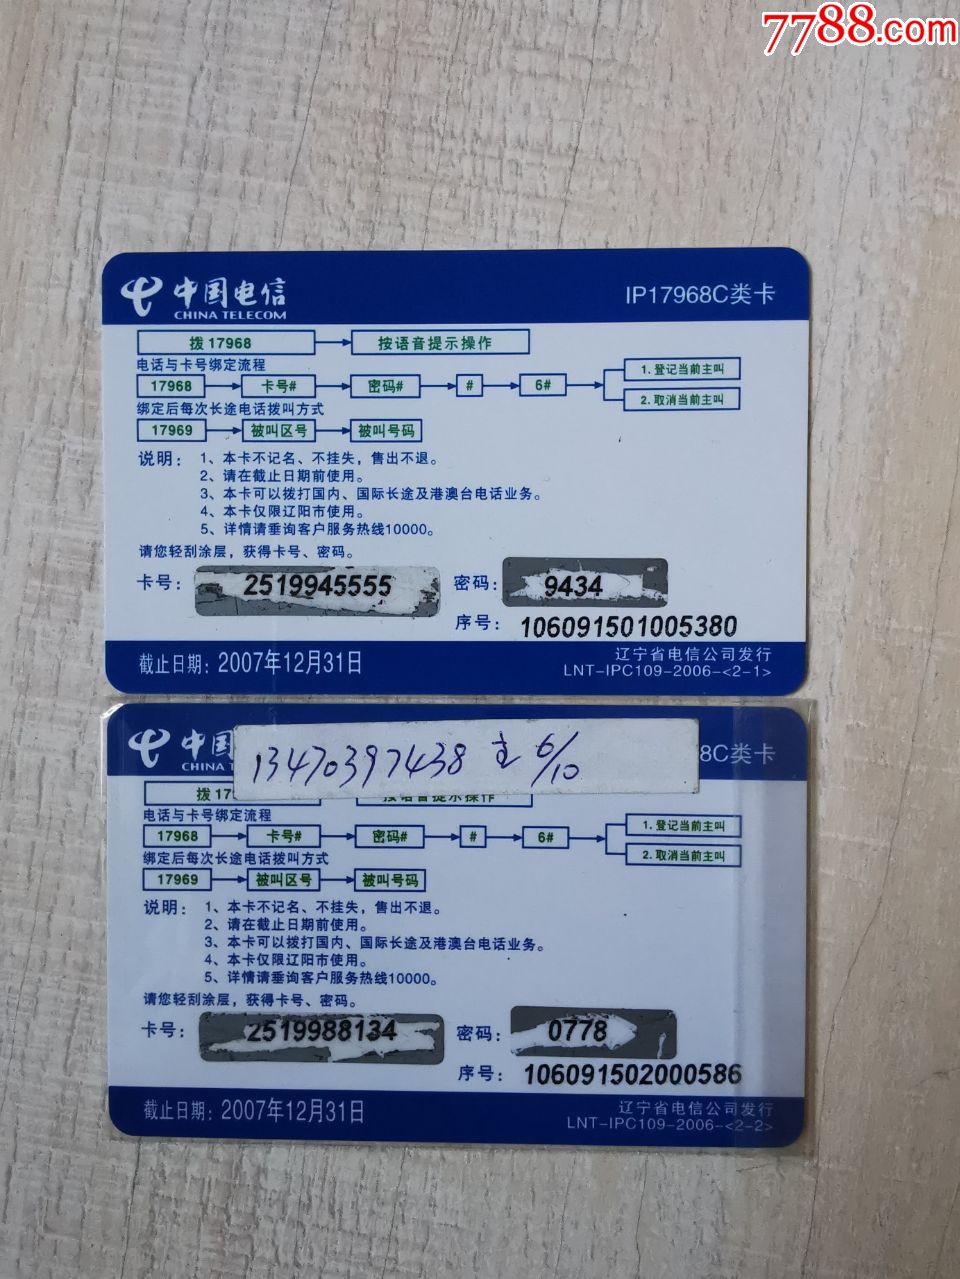 7788.com
中国电信
CHINA TELECOM
IP17968C类卡
拨 17968 按语音提示操作
电话与卡号绑定流程
17968 卡号# 密码# # 6# 1. 登记当前主叫
2. 取消当前主叫
绑定后每次长途电话拨叫方式
17969 被叫区号 被叫号码
说明: 1、本卡不记名、不挂失，售出不退。
2、请在截止日期前使用。
3、本卡可以拨打国内、国际长途及港澳台电话业务。
4、本卡仅限辽阳市使用。
5、详情请垂询客户服务热线10000。
请您轻刮涂层，获得卡号、密码。
卡号: 2519945555 密码: 9434
序号: 106091501005380
截止日期: 2007年12月31日
辽宁省电信公司发行
LNT-IPC109-2006-<2-1>
中国
CHINA T
8C类卡
13470397438 6/10
拨 17 按语音提示操作
电话与卡号绑定流程
17968 卡号# 密码# # 6# 1. 登记当前主叫
2. 取消当前主叫
绑定后每次长途电话拨叫方式
17969 被叫区号 被叫号码
说明: 1、本卡不记名、不挂失，售出不退。
2、请在截止日期前使用。
3、本卡可以拨打国内、国际长途及港澳台电话业务。
4、本卡仅限辽阳市使用。
5、详情请垂询客户服务热线10000。
请您轻刮涂层，获得卡号、密码。
卡号: 2519988134 密码: 0778
序号: 106091502000586
截止日期: 2007年12月31日
辽宁省电信公司发行
LNT-IPC109-2006-<2-2>